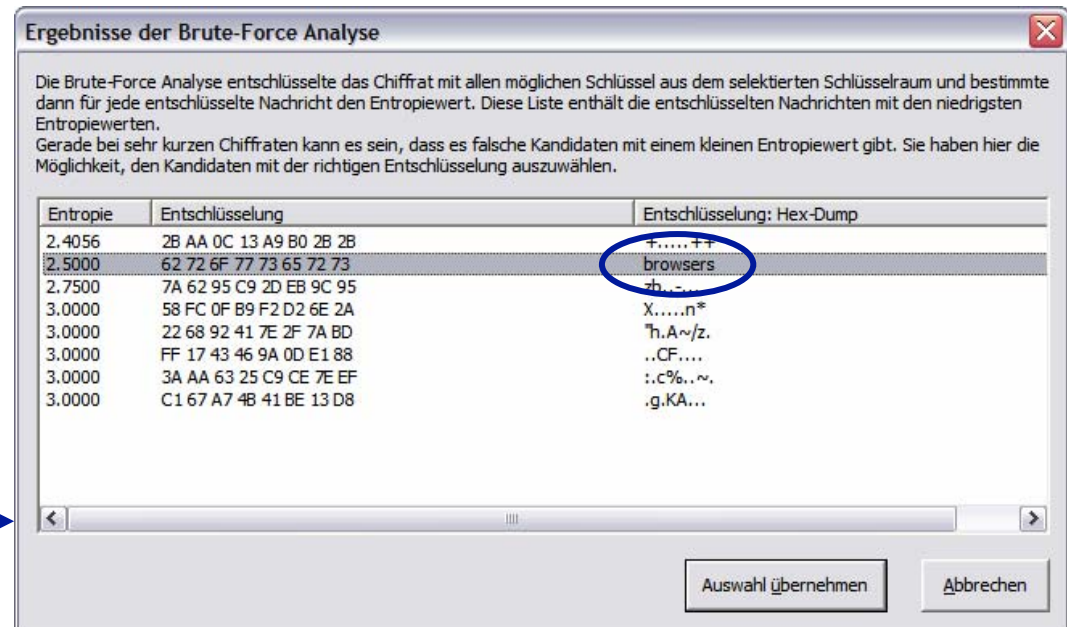 Ergebnisse der Brute-Force Analyse
Die Brute-Force Analyse entschlüsselte das Chiffrat mit allen möglichen Schlüssel aus dem selektierten Schlüsselraum und bestimmte
dann für jede entschlüsselte Nachricht den Entropiewert. Diese Liste enthält die entschlüsselten Nachrichten mit den niedrigsten
Entropiewerten.
Gerade bei sehr kurzen Chiffraten kann es sein, dass es falsche Kandidaten mit einem kleinen Entropiewert gibt. Sie haben hier die
Möglichkeit, den Kandidaten mit der richtigen Entschlüsselung auszuwählen.
Entropie Entschlüsselung Entschlüsselung: Hex-Dump
2.4056 2B AA 0C 13 A9 B0 2B 2B +.....++
2.5000 62 72 6F 77 73 65 72 73 browsers
2.7500 7A 62 95 C9 2D EB 9C 95 zb..-...
3.0000 58 FC 0F B9 F2 D2 6E 2A X.....n*
3.0000 22 68 92 41 7E 2F 7A BD "h.A~/z.
3.0000 FF 17 43 46 9A 0D E1 88 ..CF....
3.0000 3A AA 63 25 C9 CE 7E EF :.c%..~.
3.0000 C1 67 A7 4B 41 BE 13 D8 .g.KA...
Auswahl übernehmen Abbrechen